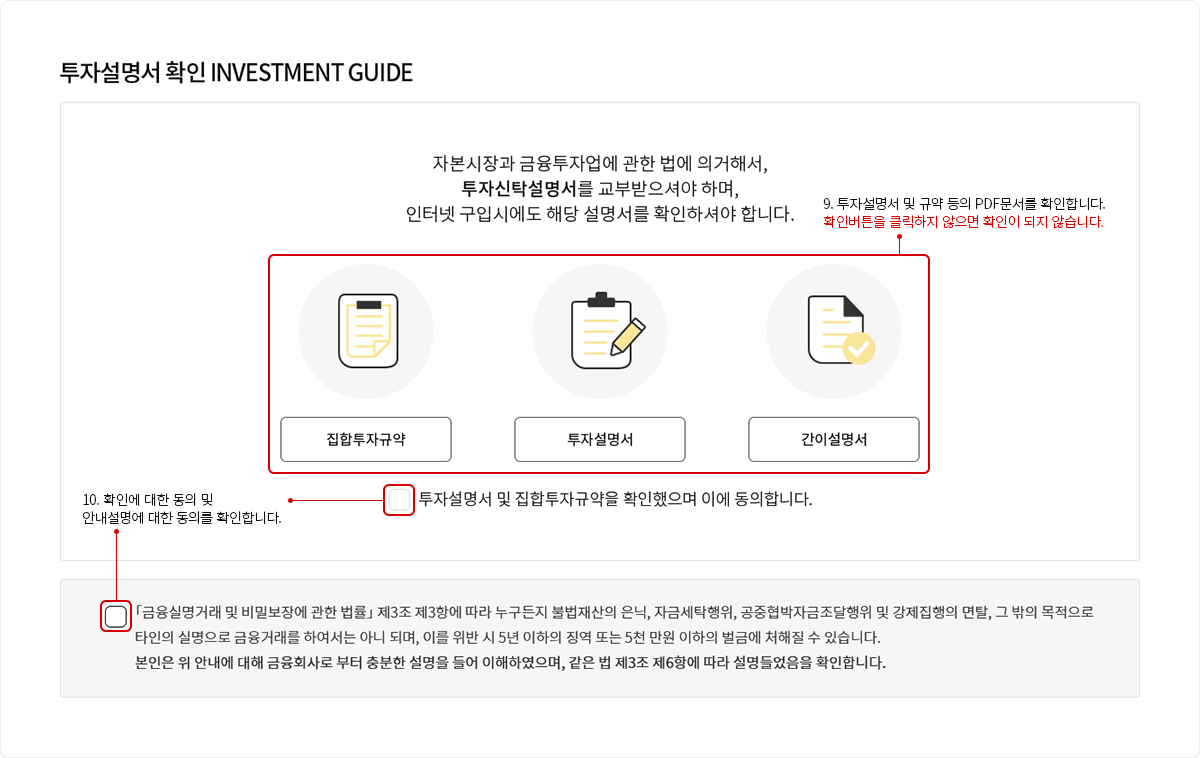 투자설명서 확인 INVESTMENT GUIDE
자본시장과 금융투자업에 관한 법에 의거해서,
투자신탁설명서를 교부받으셔야 하며,
인터넷 구입시에도 해당 설명서를 확인하셔야 합니다.
9. 투자설명서 및 규약 등의 PDF문서를 확인합니다.
확인버튼을 클릭하지 않으면 확인이 되지 않습니다.
집합투자규약
투자설명서
간이설명서
10. 확인에 대한 동의 및
안내설명에 대한 동의를 확인합니다.
투자설명서 및 집합투자규약을 확인했으며 이에 동의합니다.
「금융실명거래 및 비밀보장에 관한 법률」 제3조 제3항에 따라 누구든지 불법재산의 은닉, 자금세탁행위, 공중협박자금조달행위 및 강제집행의 면탈, 그 밖의 목적으로
타인의 실명으로 금융거래를 하여서는 아니 되며, 이를 위반 시 5년 이하의 징역 또는 5천 만원 이하의 벌금에 처해질 수 있습니다.
본인은 위 안내에 대해 금융회사로 부터 충분한 설명을 들어 이해하였으며, 같은 법 제3조 제6항에 따라 설명들었음을 확인합니다.